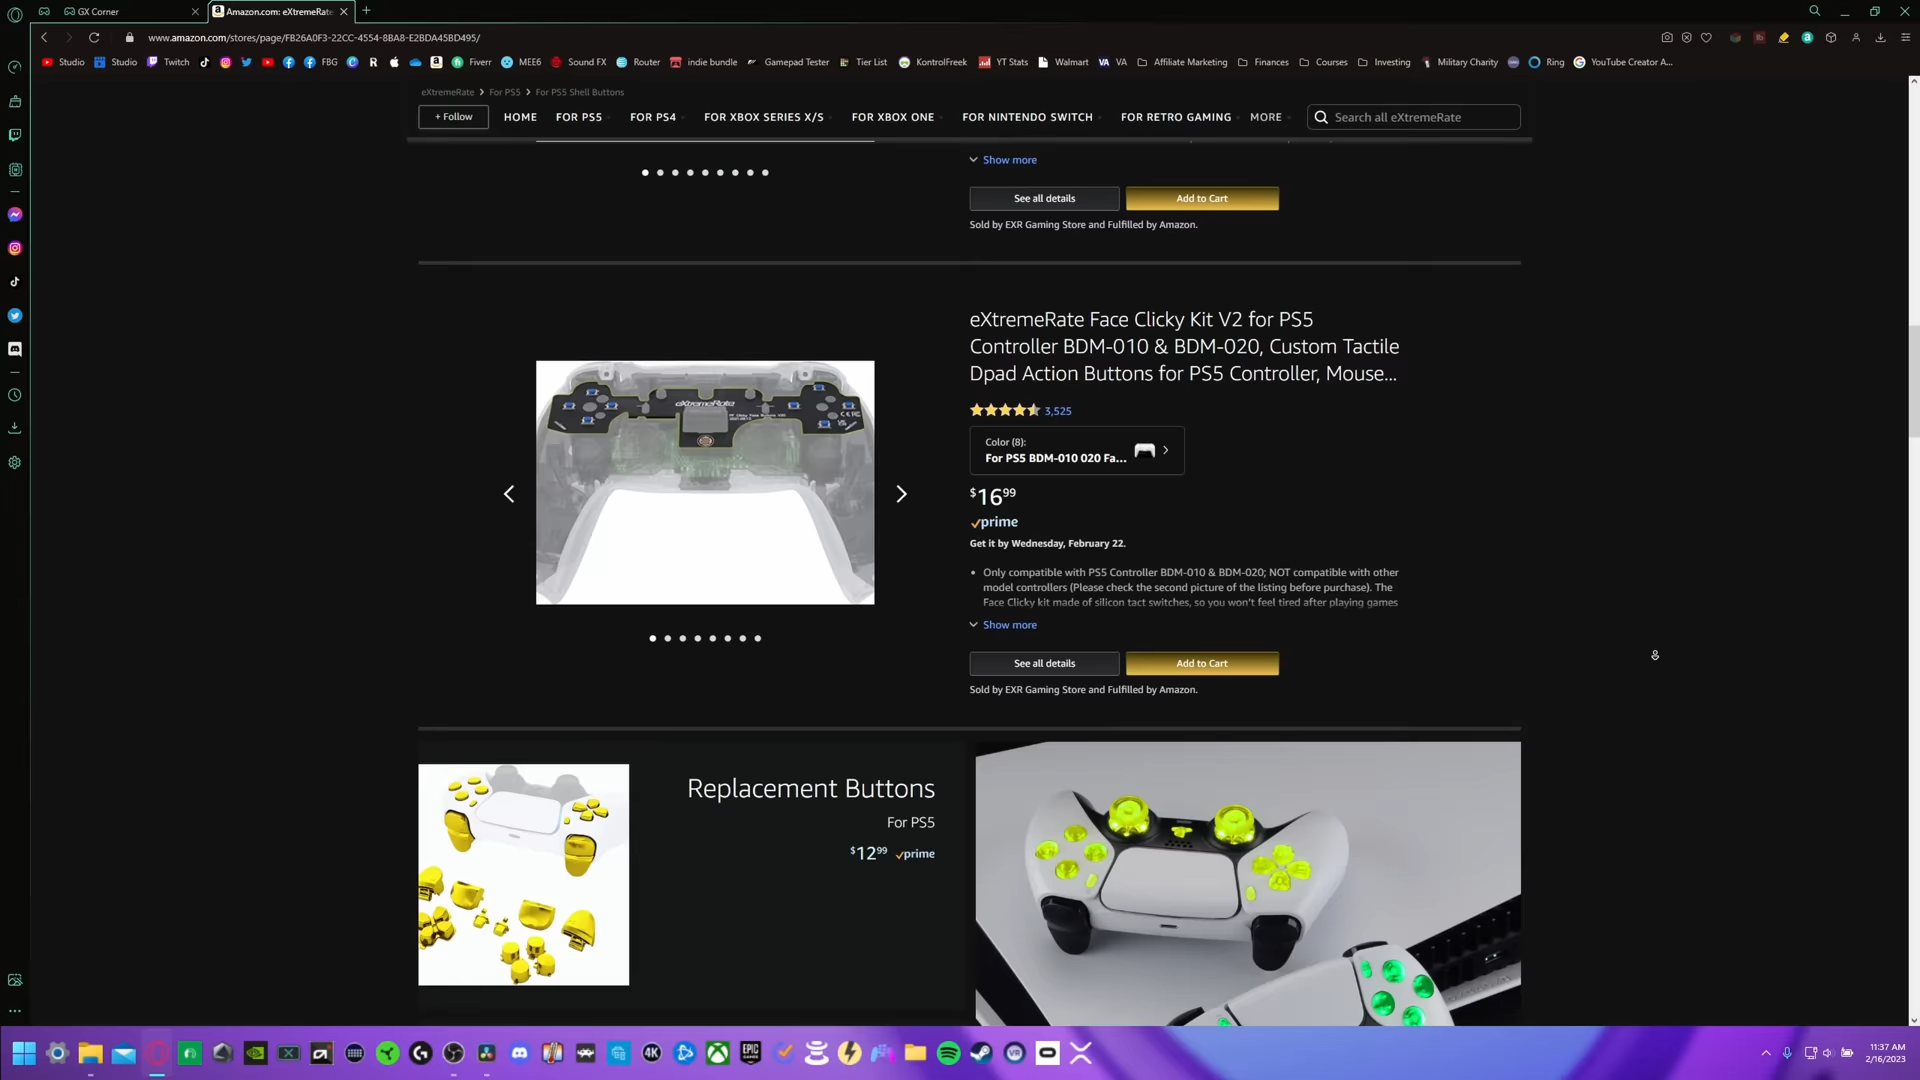 GX Corner
Amazon.com: eXtremeRate
www.amazon.com/stores/page/FB26A0F3-22CC-4554-8BA8-E2BDA45BD495/
Studio Studio Twitch FBG Fiverr MEE6 Sound FX Router indie bundle Gamepad Tester Tier List KontrolFreek YT Stats Walmart VA VA Affiliate Marketing Finances Courses Investing Military Charity Ring YouTube Creator A...
eXtremeRate > For PS5 > For PS5 Shell Buttons
+ Follow HOME FOR PS5 FOR PS4 FOR XBOX SERIES X/S FOR XBOX ONE FOR NINTENDO SWITCH FOR RETRO GAMING MORE Search all eXtremeRate
Show more
See all details Add to Cart
Sold by EXR Gaming Store and Fulfilled by Amazon.
eXtremeRate Face Clicky Kit V2 for PS5
Controller BDM-010 & BDM-020, Custom Tactile
Dpad Action Buttons for PS5 Controller, Mouse...
3,525
eXtremeRate
Color (8):
For PS5 BDM-010 020 Fa...
$1699
prime
Get it by Wednesday, February 22.
• Only compatible with PS5 Controller BDM-010 & BDM-020; NOT compatible with other
model controllers (Please check the second picture of the listing before purchase). The
Face Clicky kit made of silicon tact switches, so you won't feel tired after playing games
Show more
See all details Add to Cart
Sold by EXR Gaming Store and Fulfilled by Amazon.
Replacement Buttons
For PS5
$1299 prime
4K
EPIC GAMES
VR
11:37 AM
2/16/2023